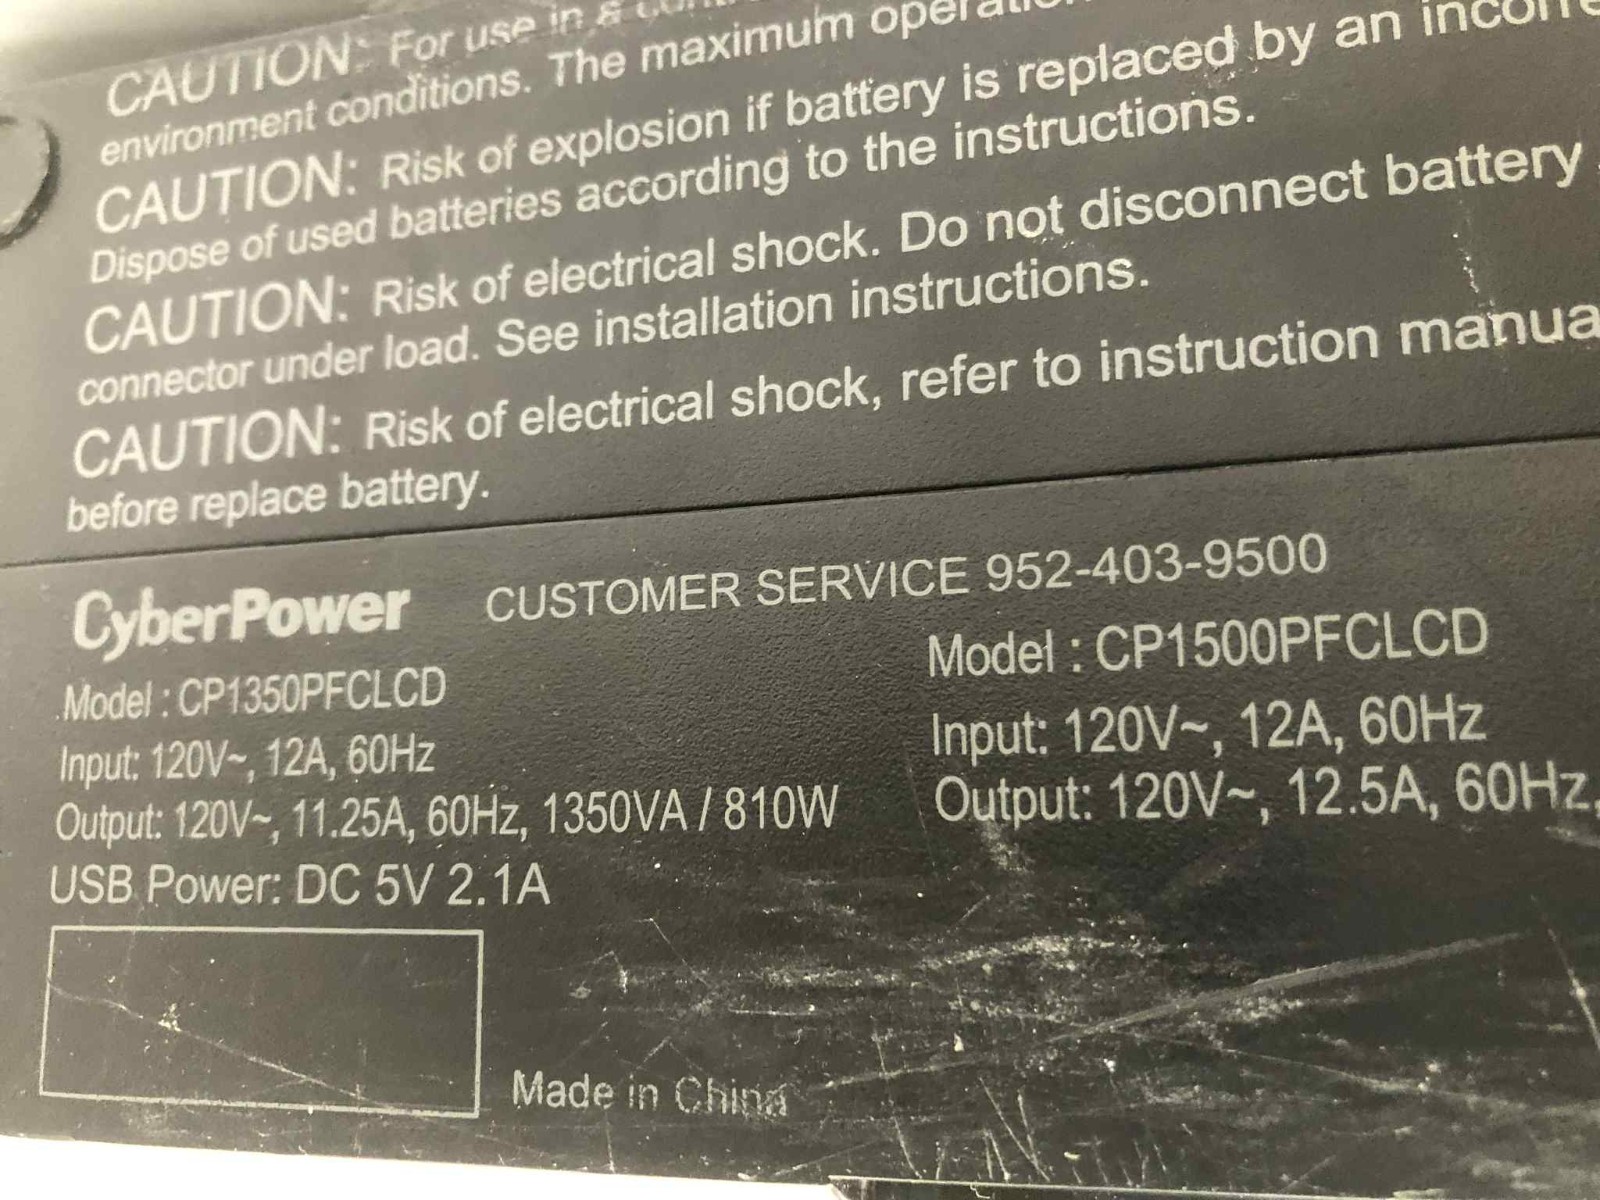 CAUTION: For use in a
environment conditions. The maximum
CAUTION: Risk of explosion if battery is replaced by an
Dispose of used batteries according to the instructions.
CAUTION: Risk of electrical shock. Do not disconnect battery
connector under load. See installation instructions.
CAUTION: Risk of electrical shock, refer to instruction
before replace battery.
CyberPower CUSTOMER SERVICE 952-403-9500
Model : CP1350PFCLCD
Input: 120V~, 12A, 60Hz
Output: 120V~, 11.25A, 60Hz, 1350VA / 810W
USB Power: DC 5V 2.1A
Model : CP1500PFCLCD
Input: 120V~, 12A, 60Hz
Output: 120V~, 12.5A, 60Hz,
Made in China